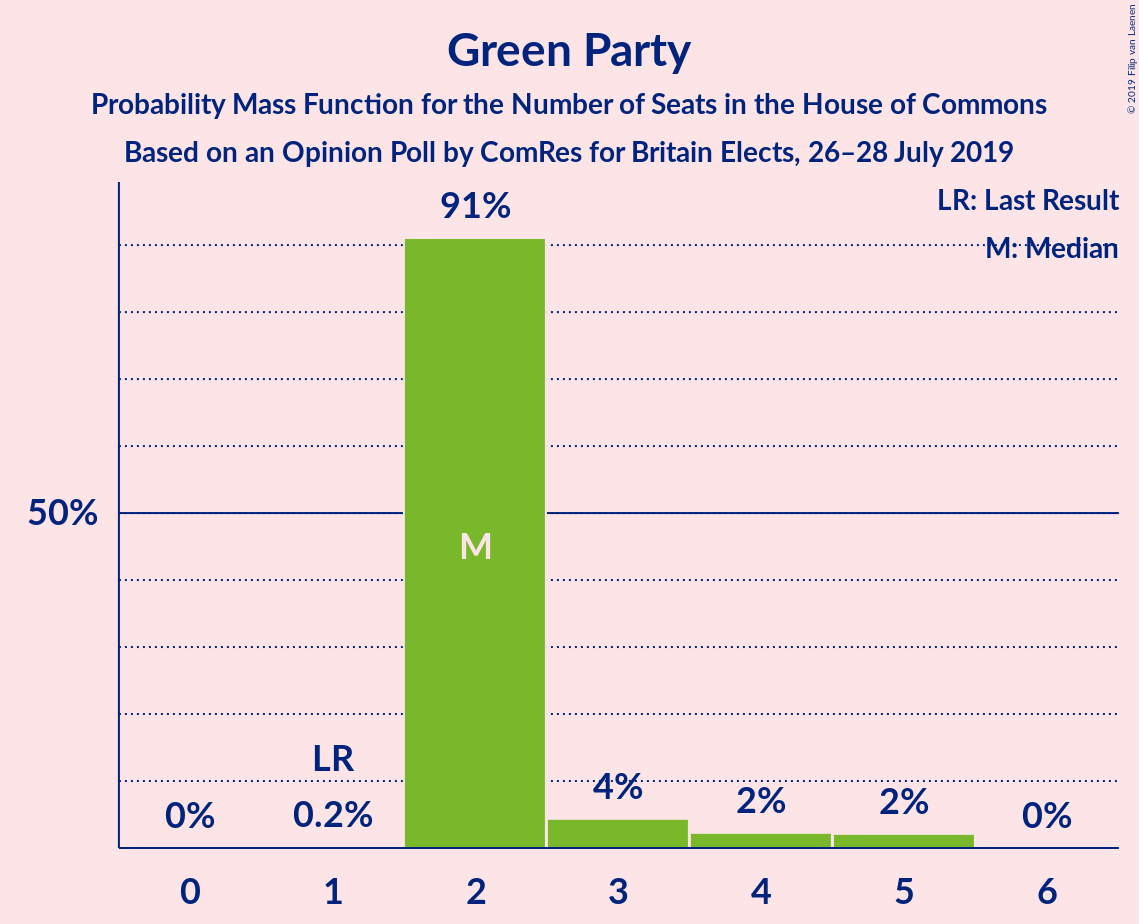 Green Party
Probability Mass Function for the Number of Seats in the House of Commons
Based on an Opinion Poll by ComRes for Britain Elects, 26–28 July 2019
© 2019 Filip van Laenen
LR: Last Result
M: Median
91%
50%
M
LR
0%
0.2%
4%
2%
2%
0%
0 1 2 3 4 5 6